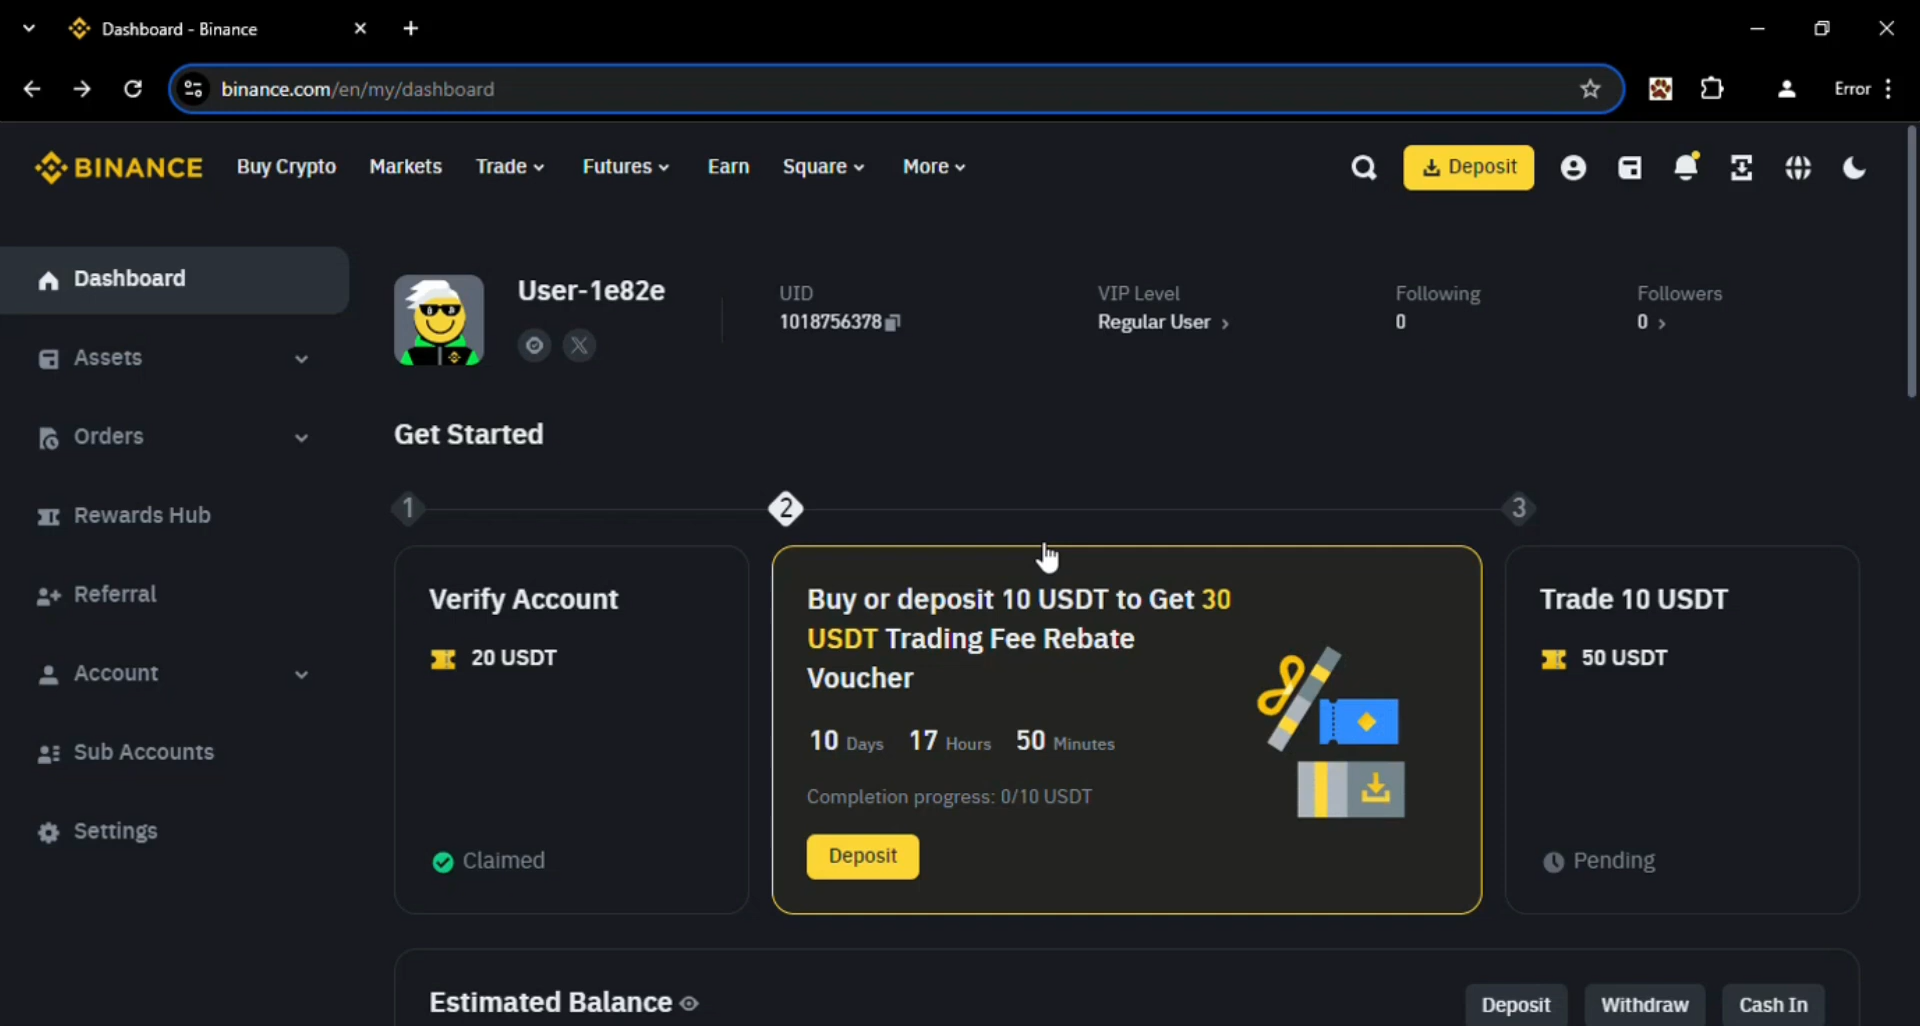 Dashboard - Binance
binance.com/en/my/dashboard
Error
BINANCE Buy Crypto Markets Trade Futures Earn Square More Deposit
Dashboard
Assets
Orders
Rewards Hub
Referral
Account
Sub Accounts
Settings
User-1e82e
UID
1018756378
VIP Level
Regular User
Following
0
Followers
0
Get Started
1
2
3
Verify Account
20 USDT
Claimed
Buy or deposit 10 USDT to Get 30
USDT Trading Fee Rebate
Voucher
10 Days 17 Hours 50 Minutes
Completion progress: 0/10 USDT
Deposit
Trade 10 USDT
50 USDT
Pending
Estimated Balance
Deposit Withdraw Cash In